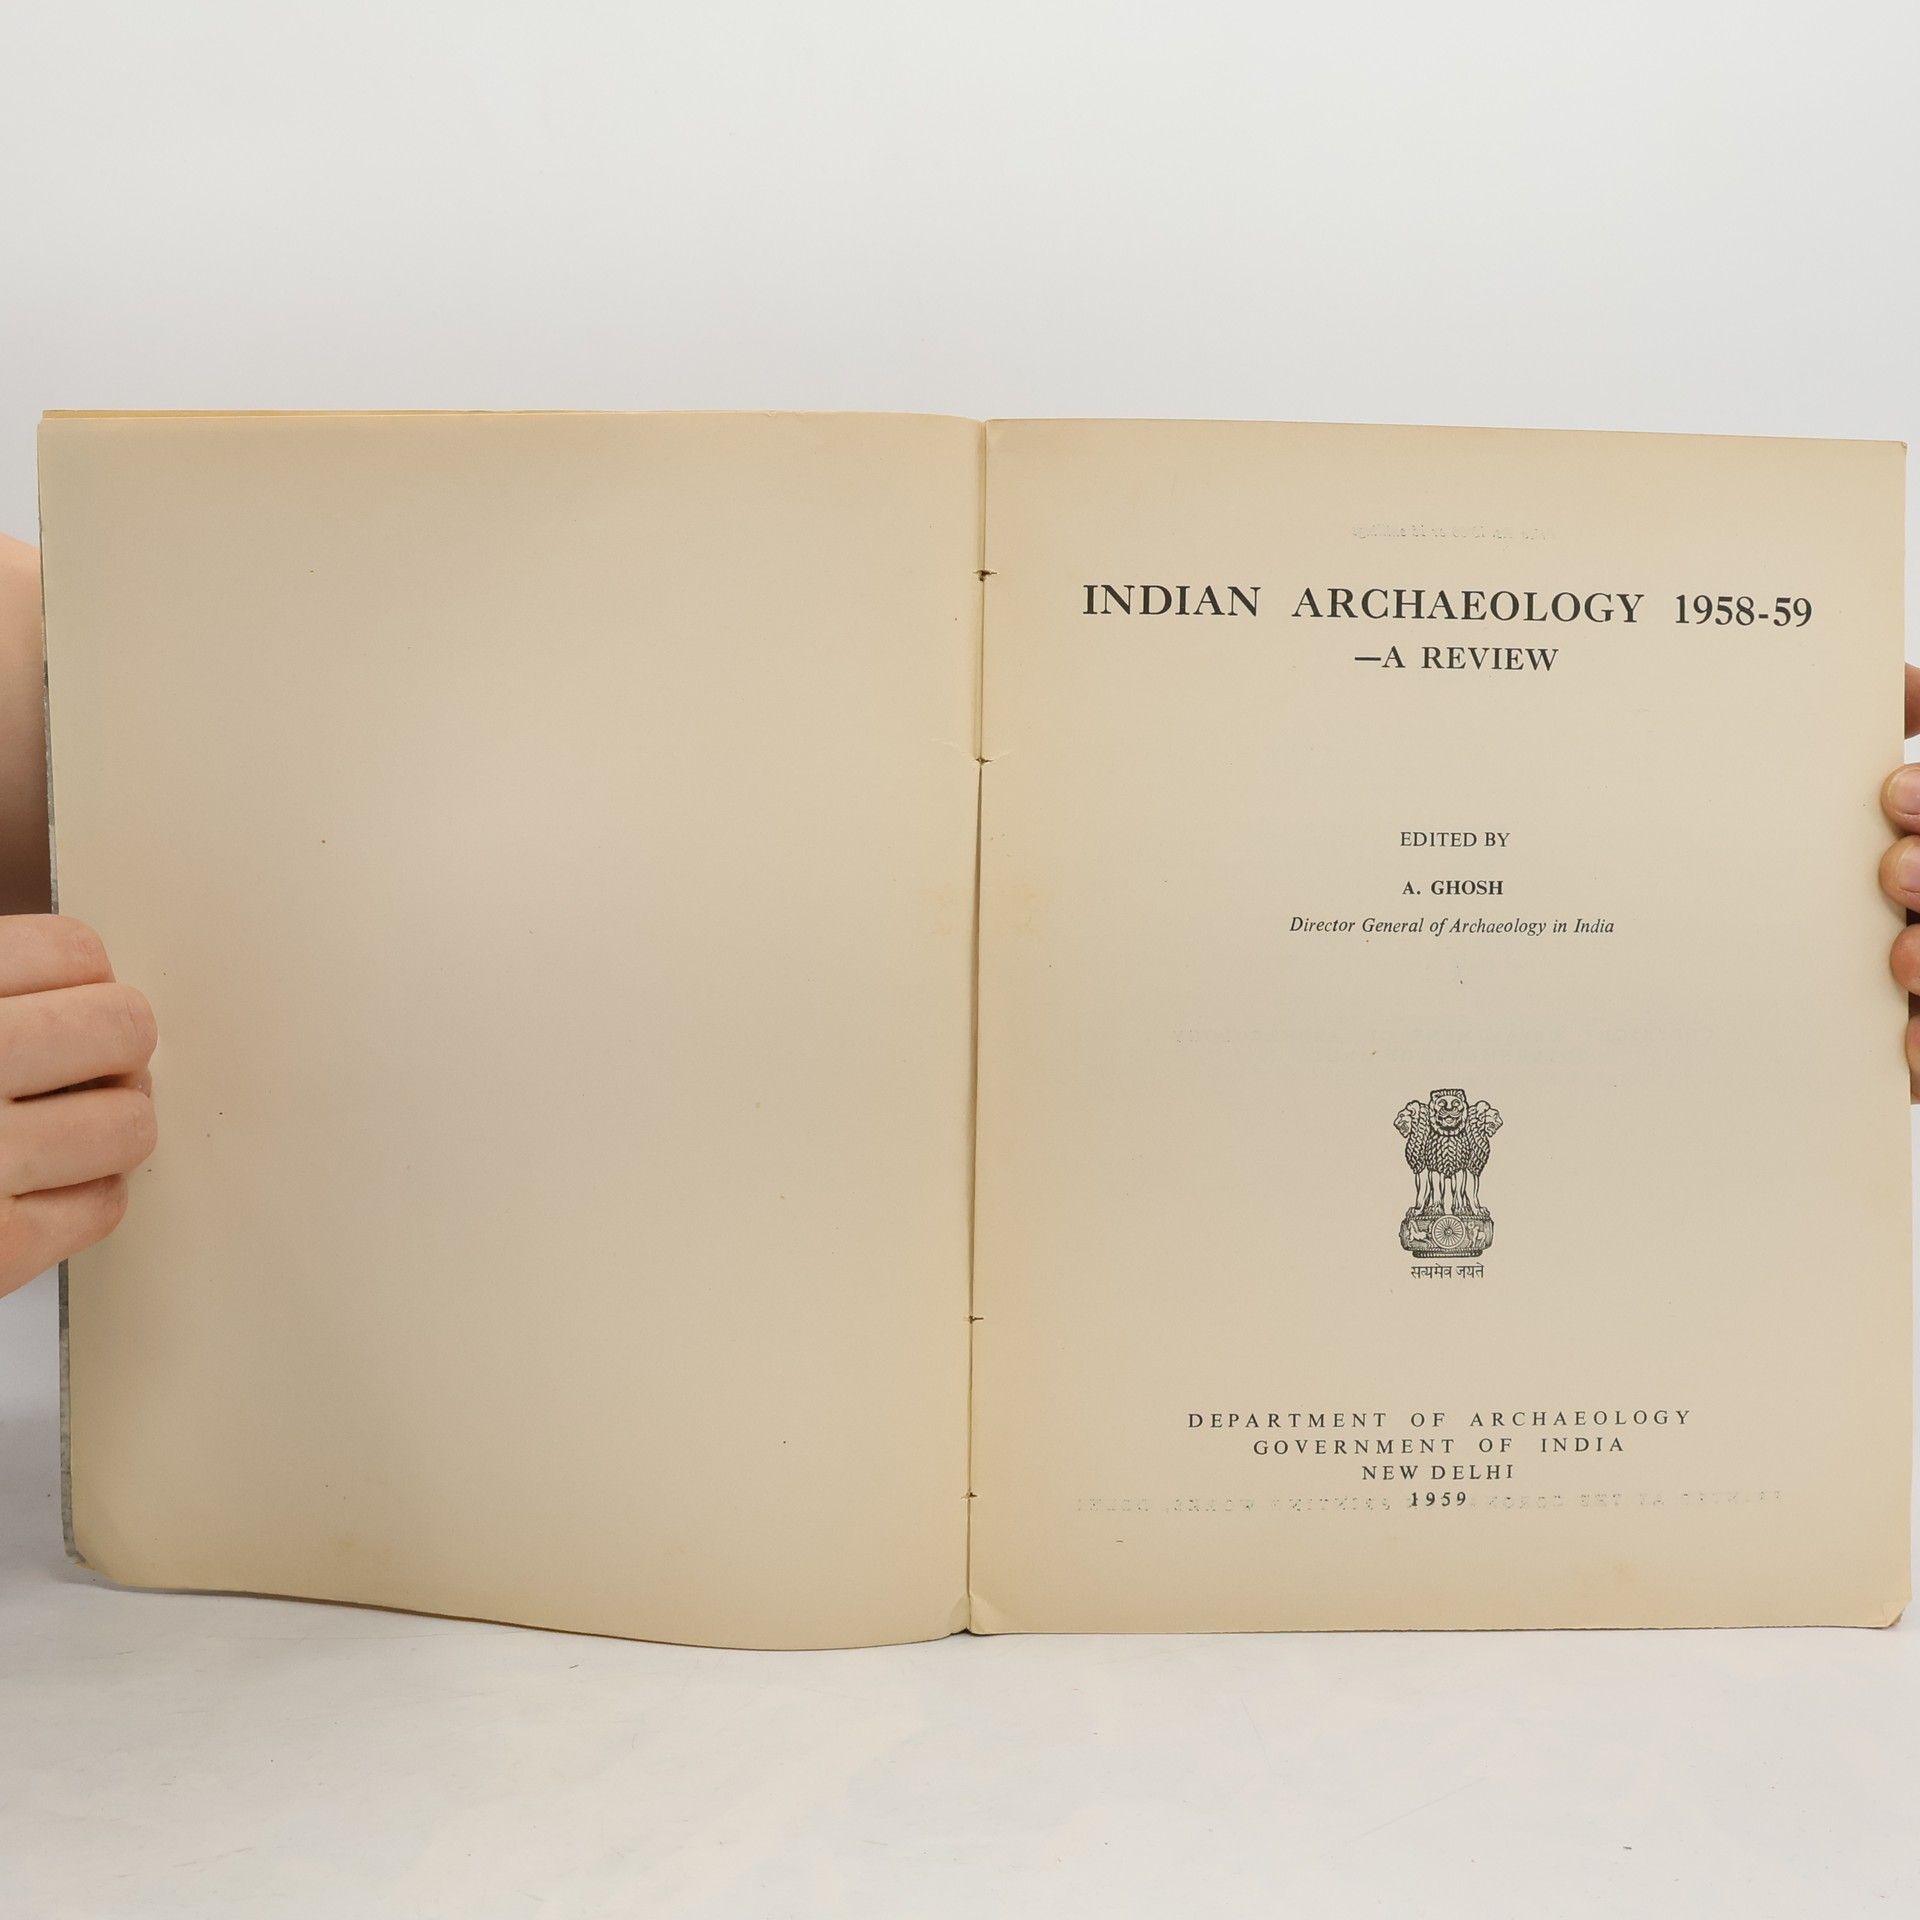 INDIAN ARCHAEOLOGY 1958-59
—A REVIEW
EDITED BY
A. GHOSH
Director General of Archaeology in India
सत्यमेव जयते
DEPARTMENT OF ARCHAEOLOGY
GOVERNMENT OF INDIA
NEW DELHI
1959